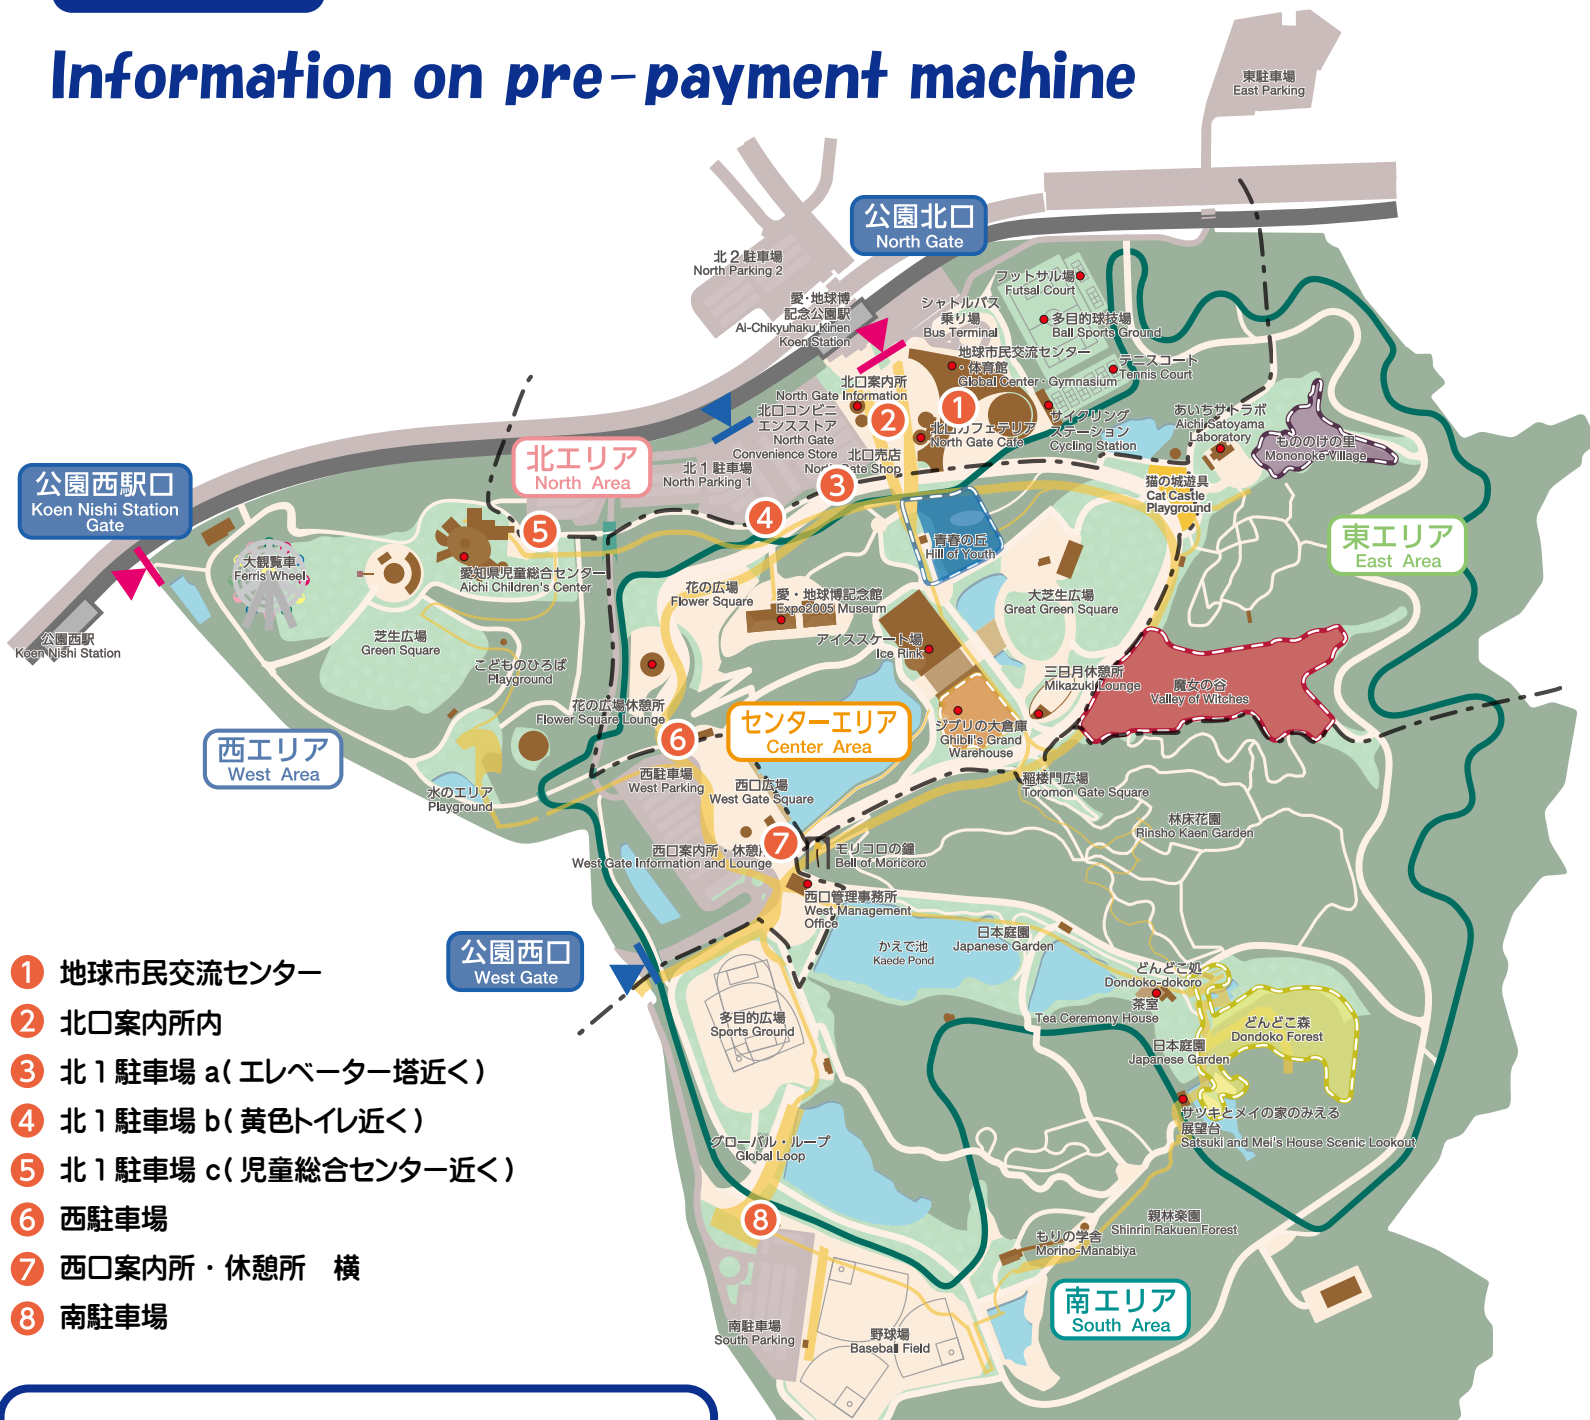 Information on pre-payment machine
東駐車場
East Parking
公園北口
North Gate
北2駐車場
North Parking 2
愛・地球博
記念公園駅
Ai-Chikyuhaku Kinen
Koen Station
シャトルバス
乗り場
Bus Terminal
フットサル場
Futsal Court
多目的球技場
Ball Sports Ground
地球市民交流センター
・体育館
Global Center・Gymnasium
テニスコート
Tennis Court
北口案内所
North Gate Information
1
2
北口コンビニ
エンスストア
North Gate
Convenience Store
北口カフェテリア
North Gate Cafe
サイクリング
ステーション
Cycling Station
あいちサトラボ
Aichi Satoyama
Laboratory
もののけの里
Mononoke Village
北口売店
North Gate Shop
北1駐車場
North Parking 1
北エリア
North Area
公園西駅口
Koen Nishi Station
Gate
3
4
5
猫の城遊具
Cat Castle
Playground
東エリア
East Area
青春の丘
Hill of Youth
大観覧車
Ferris Wheel
愛知県児童総合センター
Aichi Children's Center
花の広場
Flower Square
愛・地球博記念館
Expo2005 Museum
大芝生広場
Great Green Square
公園西駅
Koen Nishi Station
芝生広場
Green Square
こどものひろば
Playground
アイススケート場
Ice Rink
三日月休憩所
Mikazuki Lounge
魔女の谷
Valley of Witches
花の広場休憩所
Flower Square Lounge
センターエリア
Center Area
ジブリの大倉庫
Ghibli's Grand
Warehouse
西エリア
West Area
6
西駐車場
West Parking
西口広場
West Gate Square
水のエリア
Playground
稲楼門広場
Toromon Gate Square
林床花園
Rinsho Kaen Garden
7
西口案内所・休憩
West Gate Information and Lounge
モリコロの鐘
Bell of Moricoro
西口管理事務所
West Management
Office
公園西口
West Gate
かえで池
Kaede Pond
日本庭園
Japanese Garden
どんどこ処
Dondoko-dokoro
茶室
Tea Ceremony House
どんどこ森
Dondoko Forest
日本庭園
Japanese Garden
多目的広場
Sports Ground
サツキとメイの家のみえる
展望台
Satsuki and Mei's House Scenic Lookout
グローバル・ループ
Global Loop
8
親林楽園
Shinrin Rakuen Forest
もりの学舎
Morino-Manabiya
南エリア
South Area
南駐車場
South Parking
野球場
Baseball Field
1 地球市民交流センター
2 北口案内所内
3 北1駐車場 a(エレベーター塔近く)
4 北1駐車場 b(黄色トイレ近く)
5 北1駐車場 c(児童総合センター近く)
6 西駐車場
7 西口案内所・休憩所　横
8 南駐車場